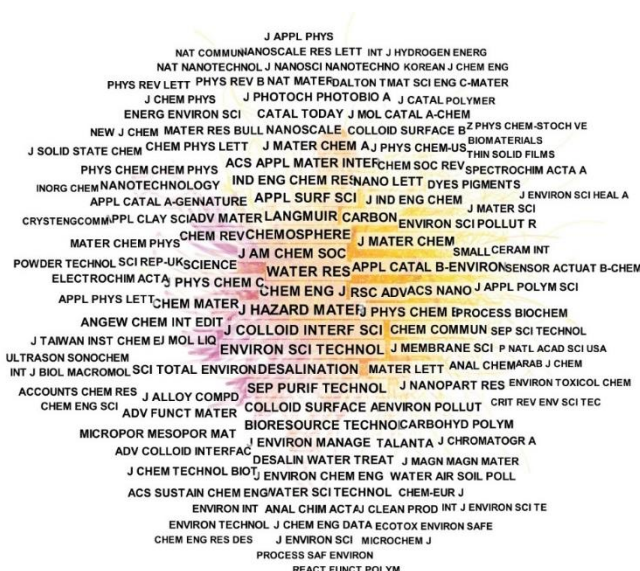 J APPL PHYS
NAT COMMUN NANOSCALE RES LETT INT J HYDROGEN ENERG
NAT NANOTECHNOL J NANOSCI NANOTECHNO KOREAN J CHEM ENG
PHYS REV LETT PHYS REV B NAT MATER DALTON T MAT SCI ENG C-MATER
J CHEM PHYS J PHOTOCH PHOTOBIO A J CATAL POLYMER
ENERG ENVIRON SCI CATAL TODAY J MOL CATAL A-CHEM
NEW J CHEM MATER RES BULL NANOSCALE COLLOID SURFACE B Z PHYS CHEM-STOCH VE
J SOLID STATE CHEM CHEM PHYS LETT J MATER CHEM A J PHYS CHEM-US BIOMATERIALS
THIN SOLID FILMS
PHYS CHEM CHEM PHYS ACS APPL MATER INTER CHEM SOC REV SPECTROCHIM ACTA A
INORG CHEM NANOTECHNOLOGY IND ENG CHEM RES NANO LETT DYES PIGMENTS
APPL CATAL A-GEN NATURE APPL SURF SCI J IND ENG CHEM J ENVIRON SCI HEAL A
CRYSTENGCOMM APPL CLAY SCI ADV MATER LANGMUIR CARBON J MATER SCI
ENVIRON SCI POLLUT R
MATER CHEM PHYS CHEM REV CHEMOSPHERE J MATER CHEM
J AM CHEM SOC SMALL CERAM INT
POWDER TECHNOL SCI REP-UK SCIENCE WATER RES APPL CATAL B-ENVIRON SENSOR ACTUAT B-CHEM
ELECTROCHIM ACTA J PHYS CHEM C CHEM ENG J RSC ADV ACS NANO J APPL POLYM SCI
APPL PHYS LETT CHEM MATER J HAZARD MATER J PHYS CHEM B PROCESS BIOCHEM
ANGEW CHEM INT EDIT J COLLOID INTERF SCI CHEM COMMUN SEP SCI TECHNOL
J TAIWAN INST CHEM E J MOL LIQ ENVIRON SCI TECHNOL J MEMBRANE SCI P NATL ACAD SCI USA
ULTRASON SONOCHEM
INT J BIOL MACROMOL SCI TOTAL ENVIRON DESALINATION MATER LETT ANAL CHEM ARAB J CHEM
ACCOUNTS CHEM RES J ALLOY COMPD SEP PURIF TECHNOL J NANOPART RES ENVIRON TOXICOL CHEM
CHEM ENG SCI ADV FUNCT MATER COLLOID SURFACE A ENVIRON POLLUT CRIT REV ENV SCI TEC
BIORESOURCE TECHNOL CARBOHYD POLYM
MICROPOR MESOPOR MAT J ENVIRON MANAGE TALANTA J CHROMATOGR A
ADV COLLOID INTERFAC DESALIN WATER TREAT J MAGN MAGN MATER
J CHEM TECHNOL BIOT J ENVIRON CHEM ENG WATER AIR SOIL POLL
ACS SUSTAIN CHEM ENG WATER SCI TECHNOL CHEM-EUR J
ENVIRON INT ANAL CHIM ACTA J CLEAN PROD INT J ENVIRON SCI TE
ENVIRON TECHNOL J CHEM ENG DATA ECOTOX ENVIRON SAFE
CHEM ENG RES DES J ENVIRON SCI MICROCHEM J
PROCESS SAF ENVIRON
REACT FUNCT POLYM